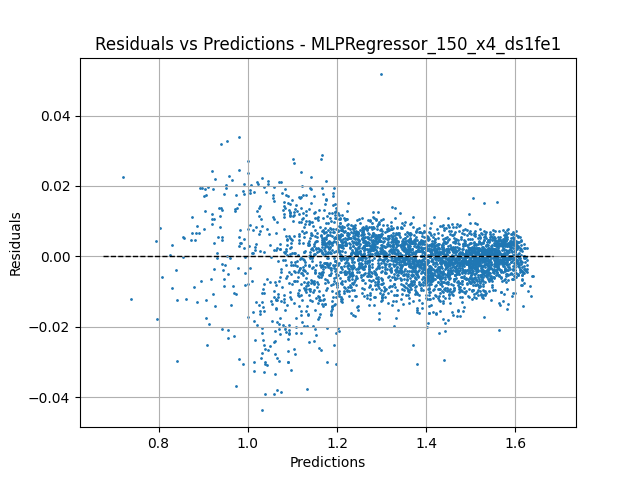 Residuals vs Predictions - MLPRegressor_150_x4_ds1fe1
0.04
0.02
0.00
−0.02
−0.04
Residuals
0.8 1.0 1.2 1.4 1.6
Predictions